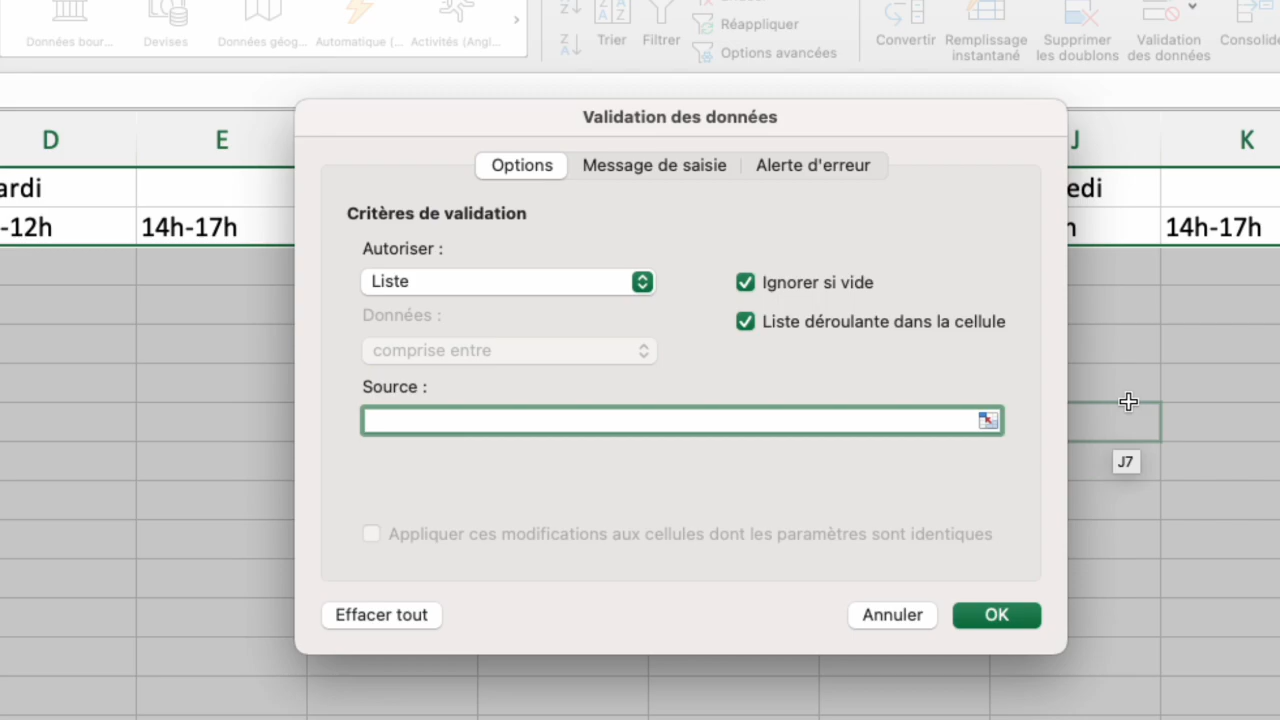 Réappliquer
Données bour... Devises Données géog... Automatique (... Activités (Angl...
Trier Filtrer Options avancées
Convertir Remplissage instantané Supprimer les doublons Validation des données
Validation des données
D E J K
ardi edi
-12h 14h-17h h 14h-17h
Options Message de saisie Alerte d'erreur
Critères de validation
Autoriser :
Liste
Ignorer si vide
Données :
Liste déroulante dans la cellule
comprise entre
Source :
J7
Appliquer ces modifications aux cellules dont les paramètres sont identiques
Effacer tout Annuler OK